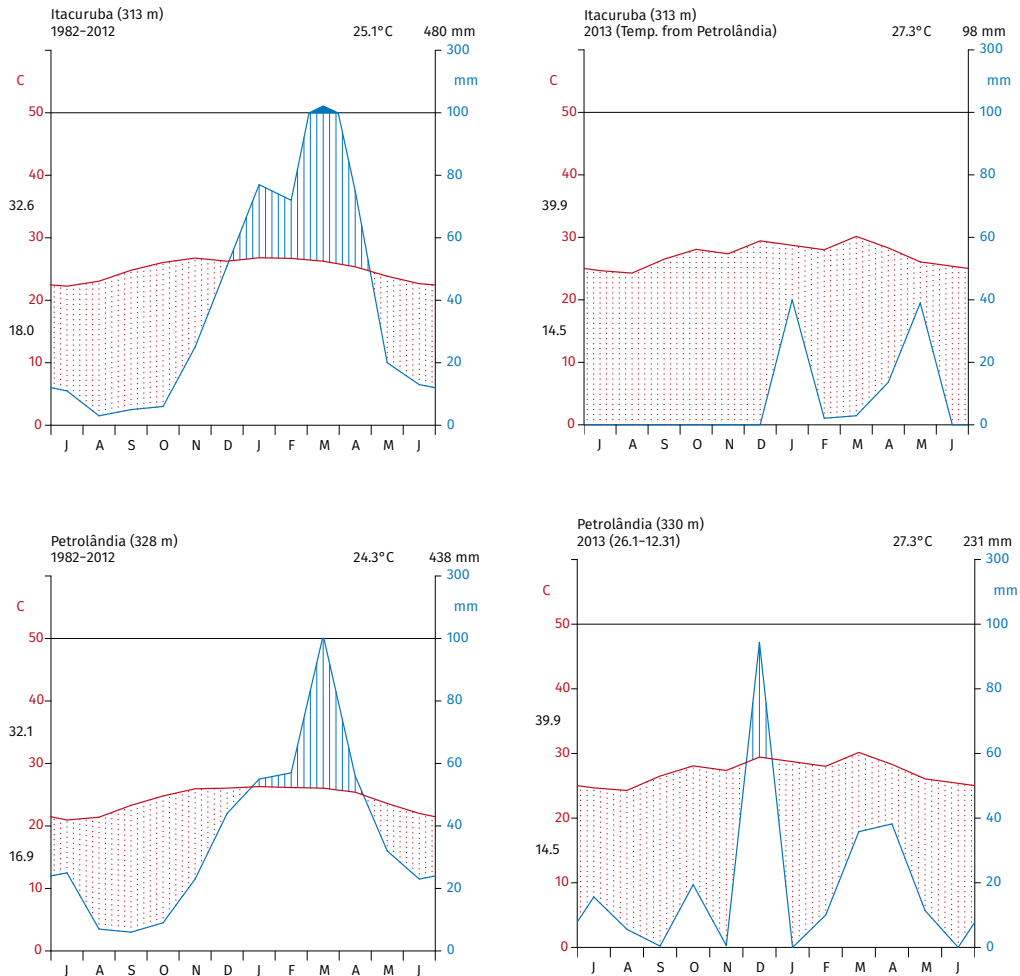 Itacuruba (313 m)
1982–2012 25.1°C 480 mm
300
C mm
50 100
40 80
32.6
30 60
20 40
18.0
10 20
0 0
J A S O N D J F M A M J
Itacuruba (313 m)
2013 (Temp. from Petrolândia) 27.3°C 98 mm
300
C mm
50 100
40 80
39.9
30 60
20 40
14.5
10 20
0 0
J A S O N D J F M A M J
Petrolândia (328 m)
1982–2012 24.3°C 438 mm
300
C mm
50 100
40 80
32.1
30 60
20 40
16.9
10 20
0 0
J A S O N D J F M A M J
Petrolândia (330 m)
2013 (26.1–12.31) 27.3°C 231 mm
300
C mm
50 100
40 80
39.9
30 60
20 40
14.5
10 20
0 0
J A S O N D J F M A M J